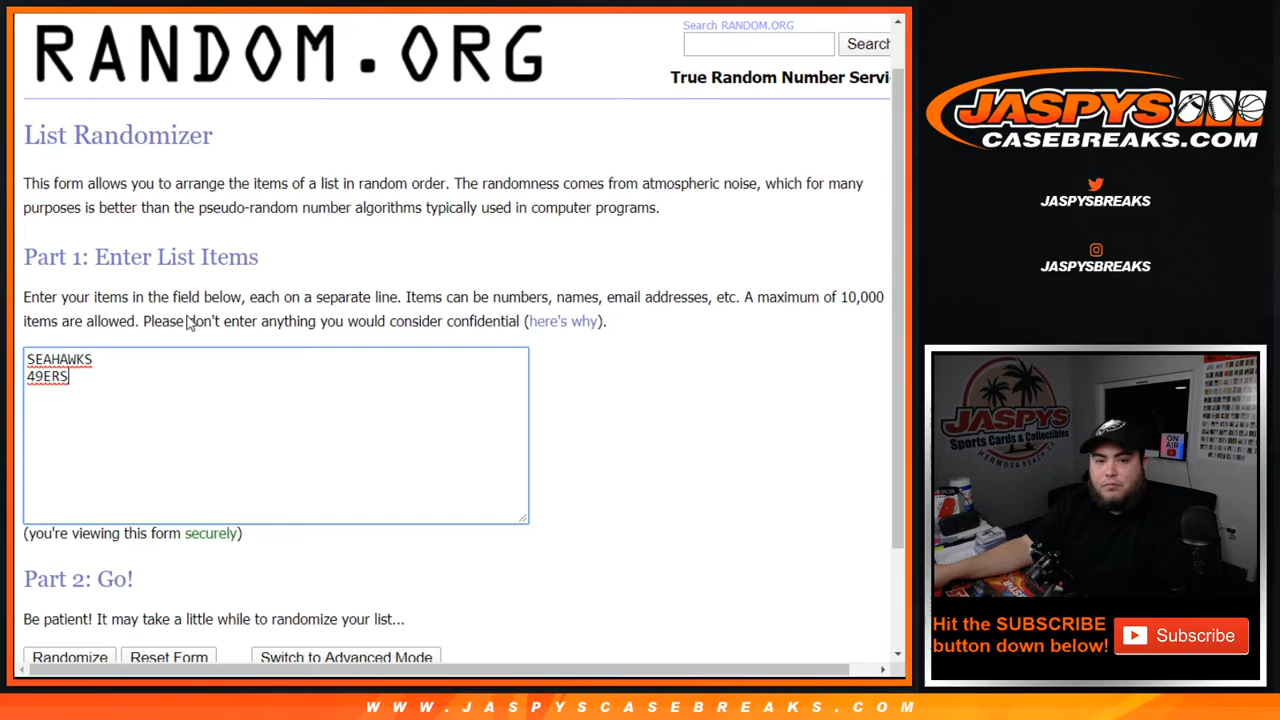 RANDOM.ORG
Search RANDOM.ORG
Search
True Random Number Servi
List Randomizer
This form allows you to arrange the items of a list in random order. The randomness comes from atmospheric noise, which for many
purposes is better than the pseudo-random number algorithms typically used in computer programs.
Part 1: Enter List Items
Enter your items in the field below, each on a separate line. Items can be numbers, names, email addresses, etc. A maximum of 10,000
items are allowed. Please don't enter anything you would consider confidential (here's why).
SEAHAWKS
49ERS
(you're viewing this form securely)
Part 2: Go!
Be patient! It may take a little while to randomize your list...
Randomize Reset Form Switch to Advanced Mode
JASPYS
CASEBREAKS.COM
JASPYSBREAKS
JASPYSBREAKS
JASPYS
Sports Cards & Collectibles
HERMOSA BEACH, CA
ON AIR
Hit the SUBSCRIBE
button down below!
Subscribe
WWW.JASPYSCASEBREAKS.COM